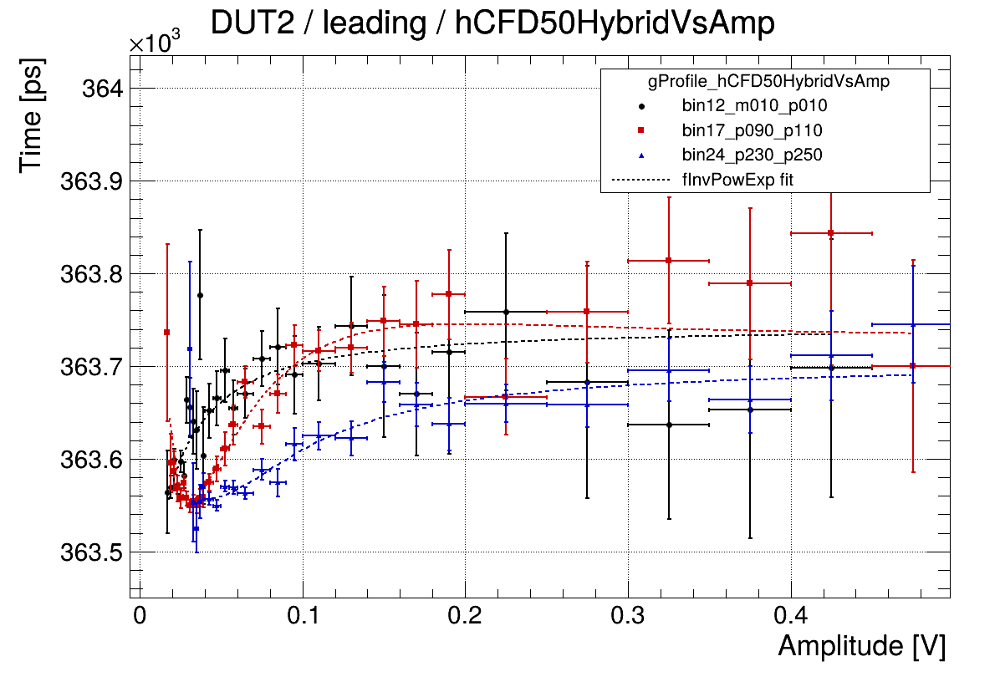 DUT2 / leading / hCFD50HybridVsAmp
×10³
Time [ps]
364
363.9
363.8
363.7
363.6
363.5
gProfile_hCFD50HybridVsAmp
bin12_m010_p010
bin17_p090_p110
bin24_p230_p250
fInvPowExp fit
0 0.1 0.2 0.3 0.4
Amplitude [V]